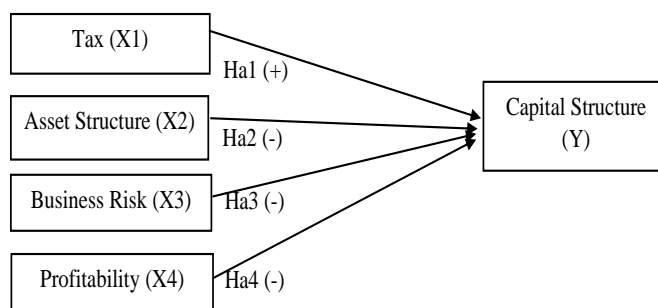 Tax (X1)
Ha1 (+)
Asset Structure (X2)
Ha2 (-)
Capital Structure
(Y)
Business Risk (X3)
Ha3 (-)
Profitability (X4)
Ha4 (-)